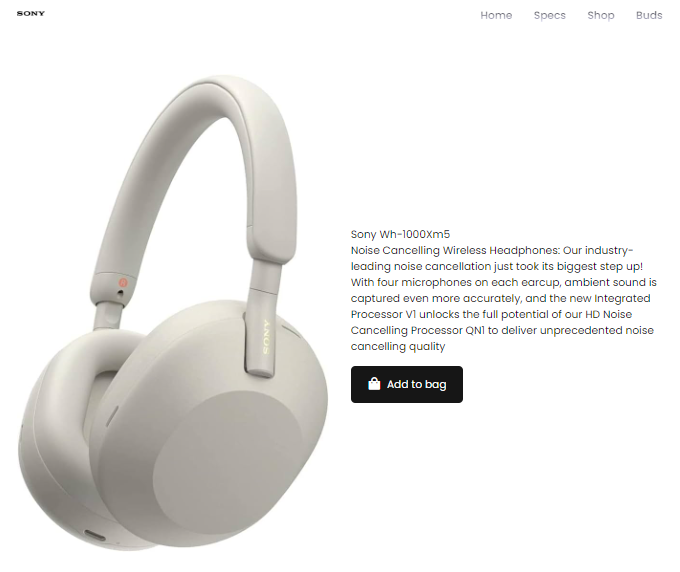 SONY
Home Specs Shop Buds
SONY
Sony Wh-1000Xm5
Noise Cancelling Wireless Headphones: Our industry-
leading noise cancellation just took its biggest step up!
With four microphones on each earcup, ambient sound is
captured even more accurately, and the new Integrated
Processor V1 unlocks the full potential of our HD Noise
Cancelling Processor QN1 to deliver unprecedented noise
cancelling quality
Add to bag